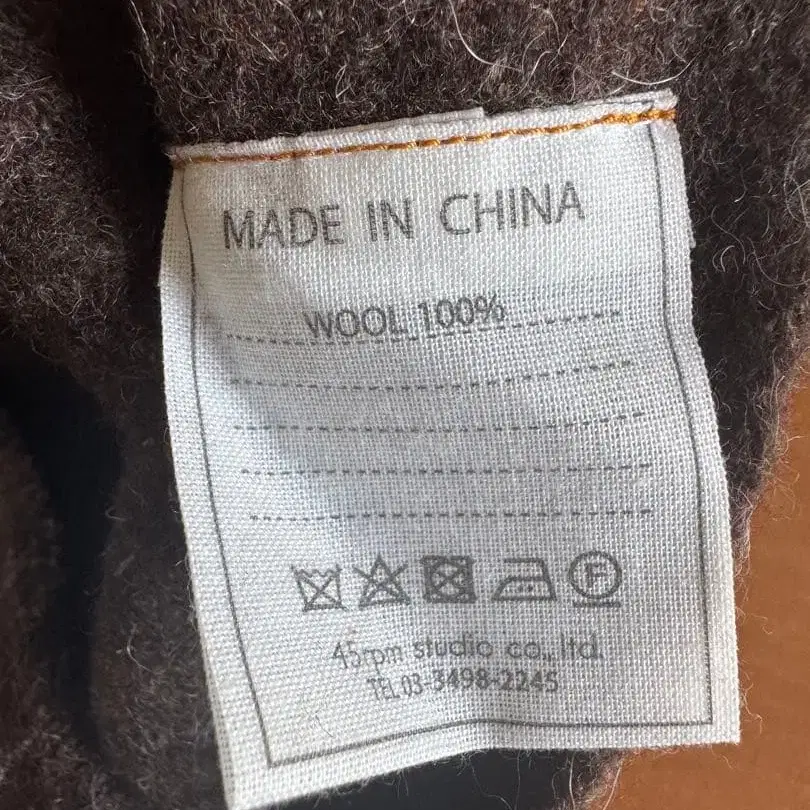 MADE IN CHINA
WOOL 100%
F
45rpm studio co., ltd.
TEL 03-3498-2245